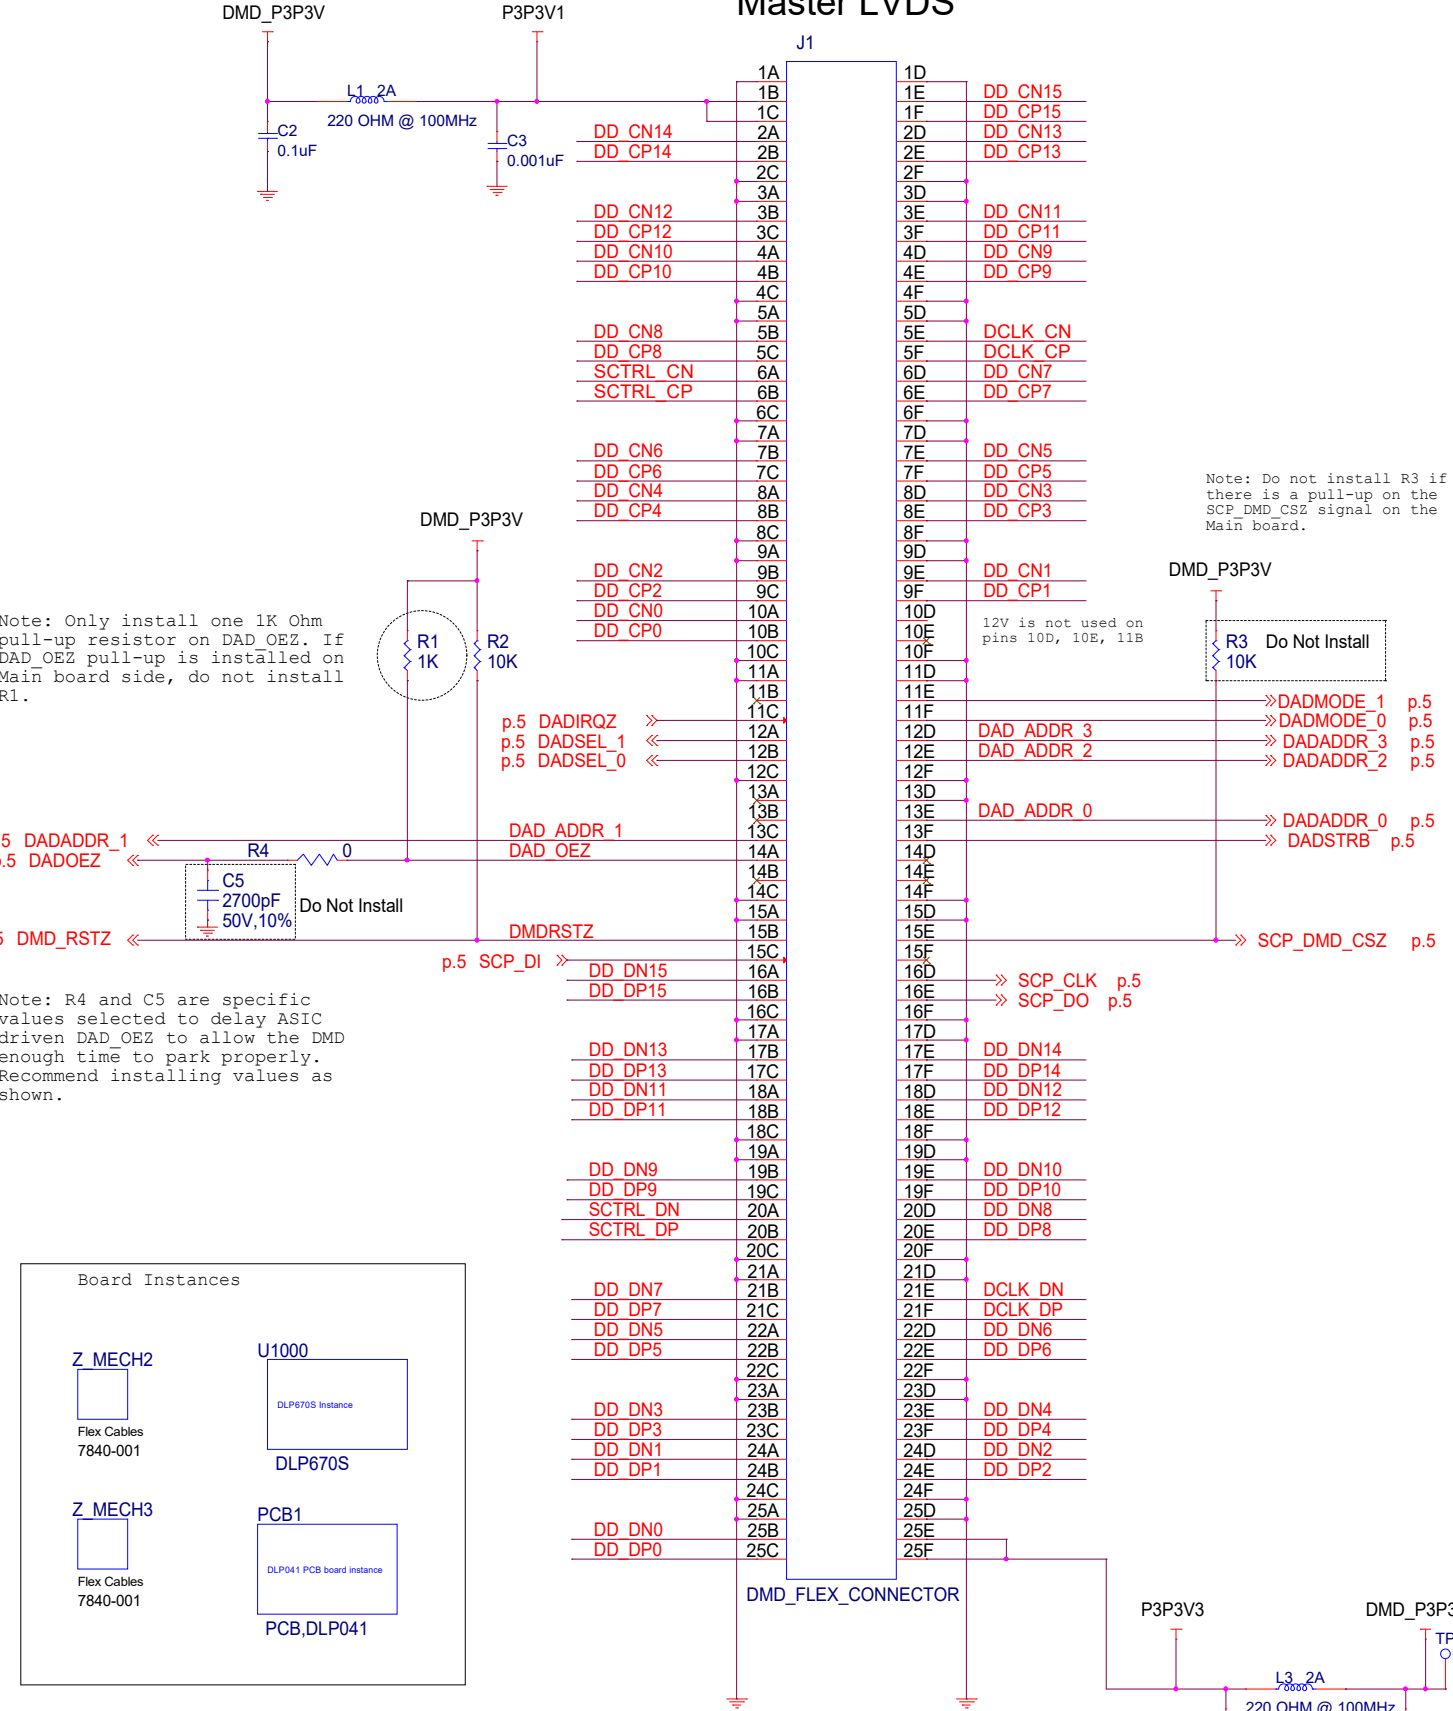 Master LVDS
DMD_P3P3V
P3P3V1
J1
L1 2A
220 OHM @ 100MHz
C2
0.1uF
C3
0.001uF
1A 1D
1B 1E DD_CN15
1C 1F DD_CP15
DD_CN14 2A 2D DD_CN13
DD_CP14 2B 2E DD_CP13
2C 2F
3A 3D
DD_CN12 3B 3E DD_CN11
DD_CP12 3C 3F DD_CP11
DD_CN10 4A 4D DD_CN9
DD_CP10 4B 4E DD_CP9
4C 4F
5A 5D
DD_CN8 5B 5E DCLK_CN
DD_CP8 5C 5F DCLK_CP
SCTRL_CN 6A 6D DD_CN7
SCTRL_CP 6B 6E DD_CP7
6C 6F
7A 7D
DD_CN6 7B 7E DD_CN5
DD_CP6 7C 7F DD_CP5
DD_CN4 8A 8D DD_CN3
DD_CP4 8B 8E DD_CP3
8C 8F
9A 9D
DD_CN2 9B 9E DD_CN1
DD_CP2 9C 9F DD_CP1
DD_CN0 10A 10D
DD_CP0 10B 10E
10C 10F
11A 11D
11B 11E DADMODE_1 p.5
p.5 DADIRQZ 11C 11F DADMODE_0 p.5
p.5 DADSEL_1 12A 12D DAD_ADDR_3 DADADDR_3 p.5
p.5 DADSEL_0 12B 12E DAD_ADDR_2 DADADDR_2 p.5
12C 12F
13A 13D
13B 13E DAD_ADDR_0 DADADDR_0 p.5
5 DADADDR_1 DAD_ADDR_1 13C 13F DADSTRB p.5
.5 DADOEZ R4 0 DAD_OEZ 14A 14D
14B 14E
14C 14F
15A 15D
5 DMD_RSTZ DMDRSTZ 15B 15E SCP_DMD_CSZ p.5
p.5 SCP_DI 15C 15F
DD_DN15 16A 16D SCP_CLK p.5
DD_DP15 16B 16E SCP_DO p.5
16C 16F
17A 17D
DD_DN13 17B 17E DD_DN14
DD_DP13 17C 17F DD_DP14
DD_DN11 18A 18D DD_DN12
DD_DP11 18B 18E DD_DP12
18C 18F
19A 19D
DD_DN9 19B 19E DD_DN10
DD_DP9 19C 19F DD_DP10
SCTRL_DN 20A 20D DD_DN8
SCTRL_DP 20B 20E DD_DP8
20C 20F
21A 21D
DD_DN7 21B 21E DCLK_DN
DD_DP7 21C 21F DCLK_DP
DD_DN5 22A 22D DD_DN6
DD_DP5 22B 22E DD_DP6
22C 22F
23A 23D
DD_DN3 23B 23E DD_DN4
DD_DP3 23C 23F DD_DP4
DD_DN1 24A 24D DD_DN2
DD_DP1 24B 24E DD_DP2
24C 24F
25A 25D
DD_DN0 25B 25E
DD_DP0 25C 25F
DMD_FLEX_CONNECTOR
Note: Do not install R3 if
there is a pull-up on the
SCP_DMD_CSZ signal on the
Main board.
DMD_P3P3V
R3
10K
Do Not Install
12V is not used on
pins 10D, 10E, 11B
DMD_P3P3V
R1
1K
R2
10K
Note: Only install one 1K Ohm
pull-up resistor on DAD_OEZ. If
DAD_OEZ pull-up is installed on
Main board side, do not install
R1.
C5
2700pF
50V,10%
Do Not Install
Note: R4 and C5 are specific
values selected to delay ASIC
driven DAD_OEZ to allow the DMD
enough time to park properly.
Recommend installing values as
shown.
Board Instances
Z_MECH2
Flex Cables
7840-001
U1000
DLP670S Instance
DLP670S
Z_MECH3
Flex Cables
7840-001
PCB1
DLP041 PCB board instance
PCB,DLP041
P3P3V3
DMD_P3P3
TP
L3 2A
220 OHM @ 100MHz